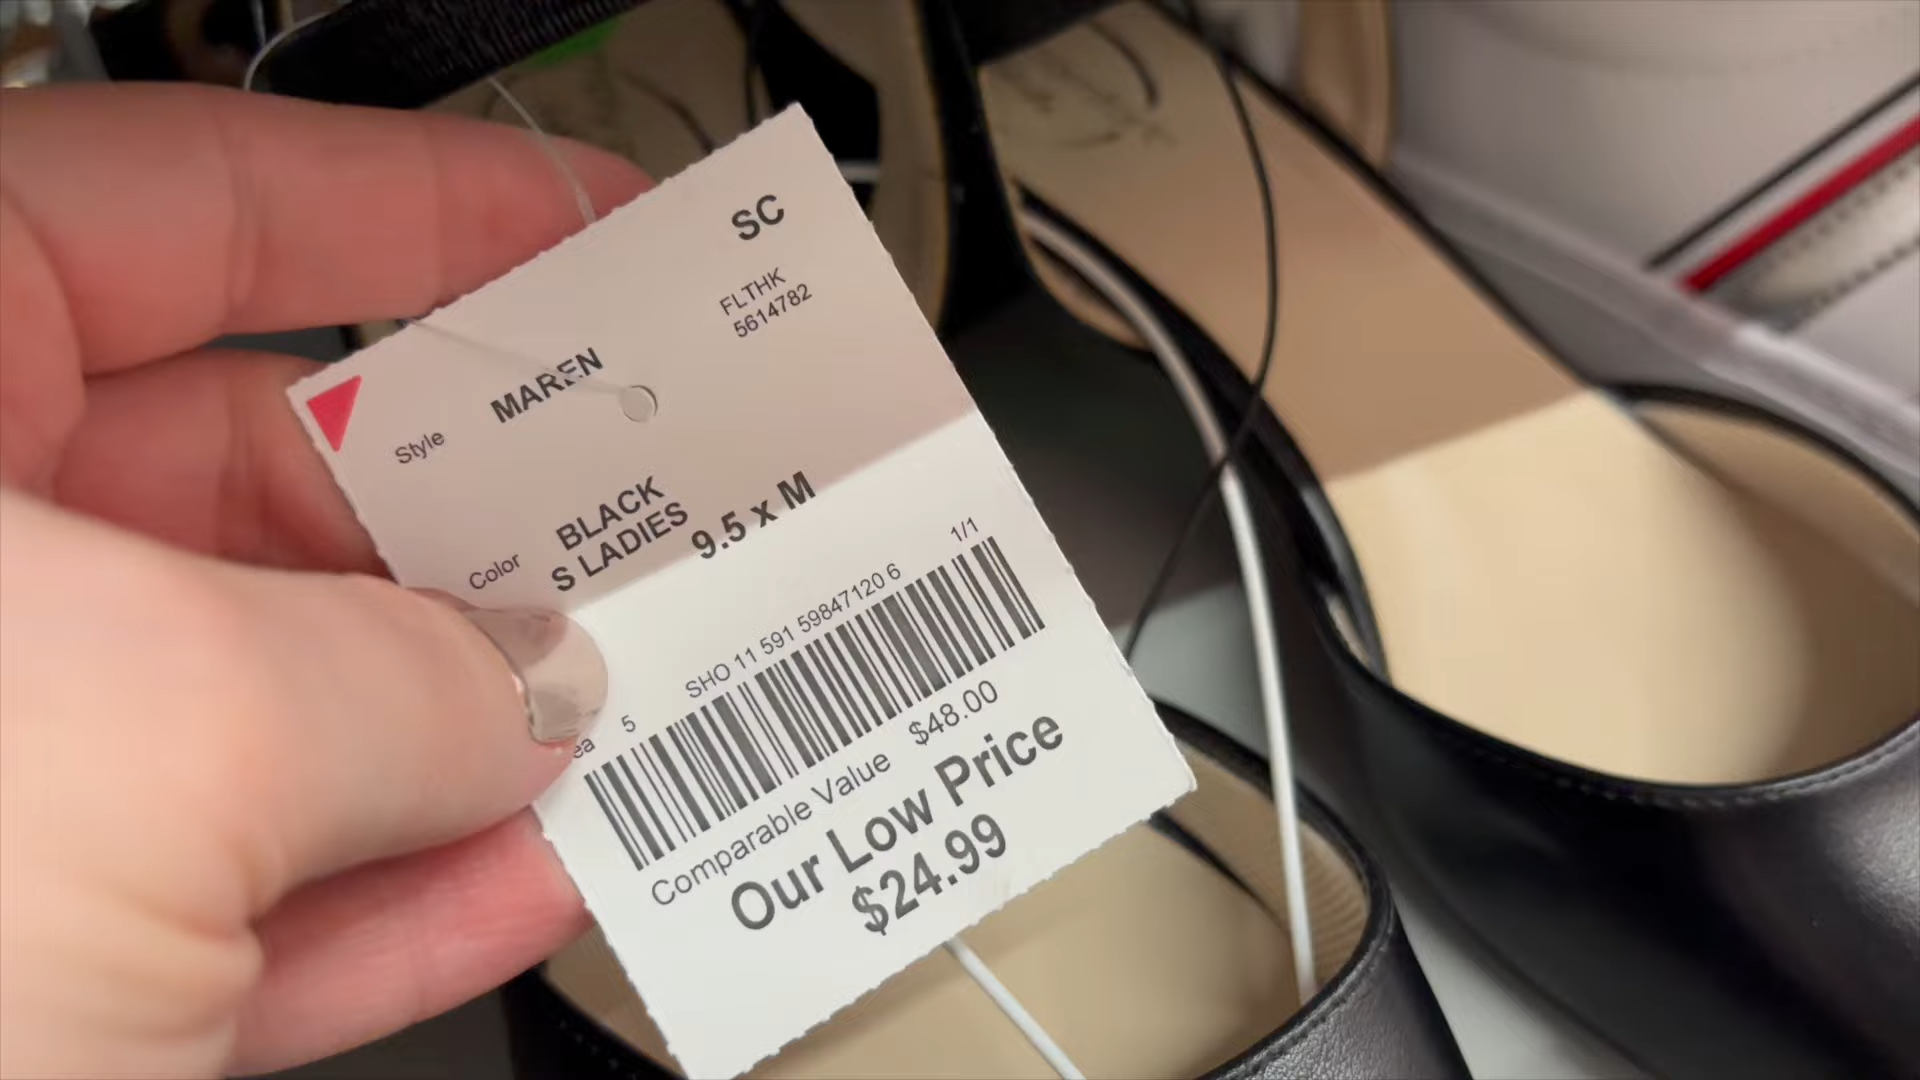 SC
FLTHK
5614782
Style MAREN
Color BLACK
S LADIES 9.5 x M
1/1
SHO 11 591 59847120 6
ea 5
Comparable Value $48.00
Our Low Price
$24.99